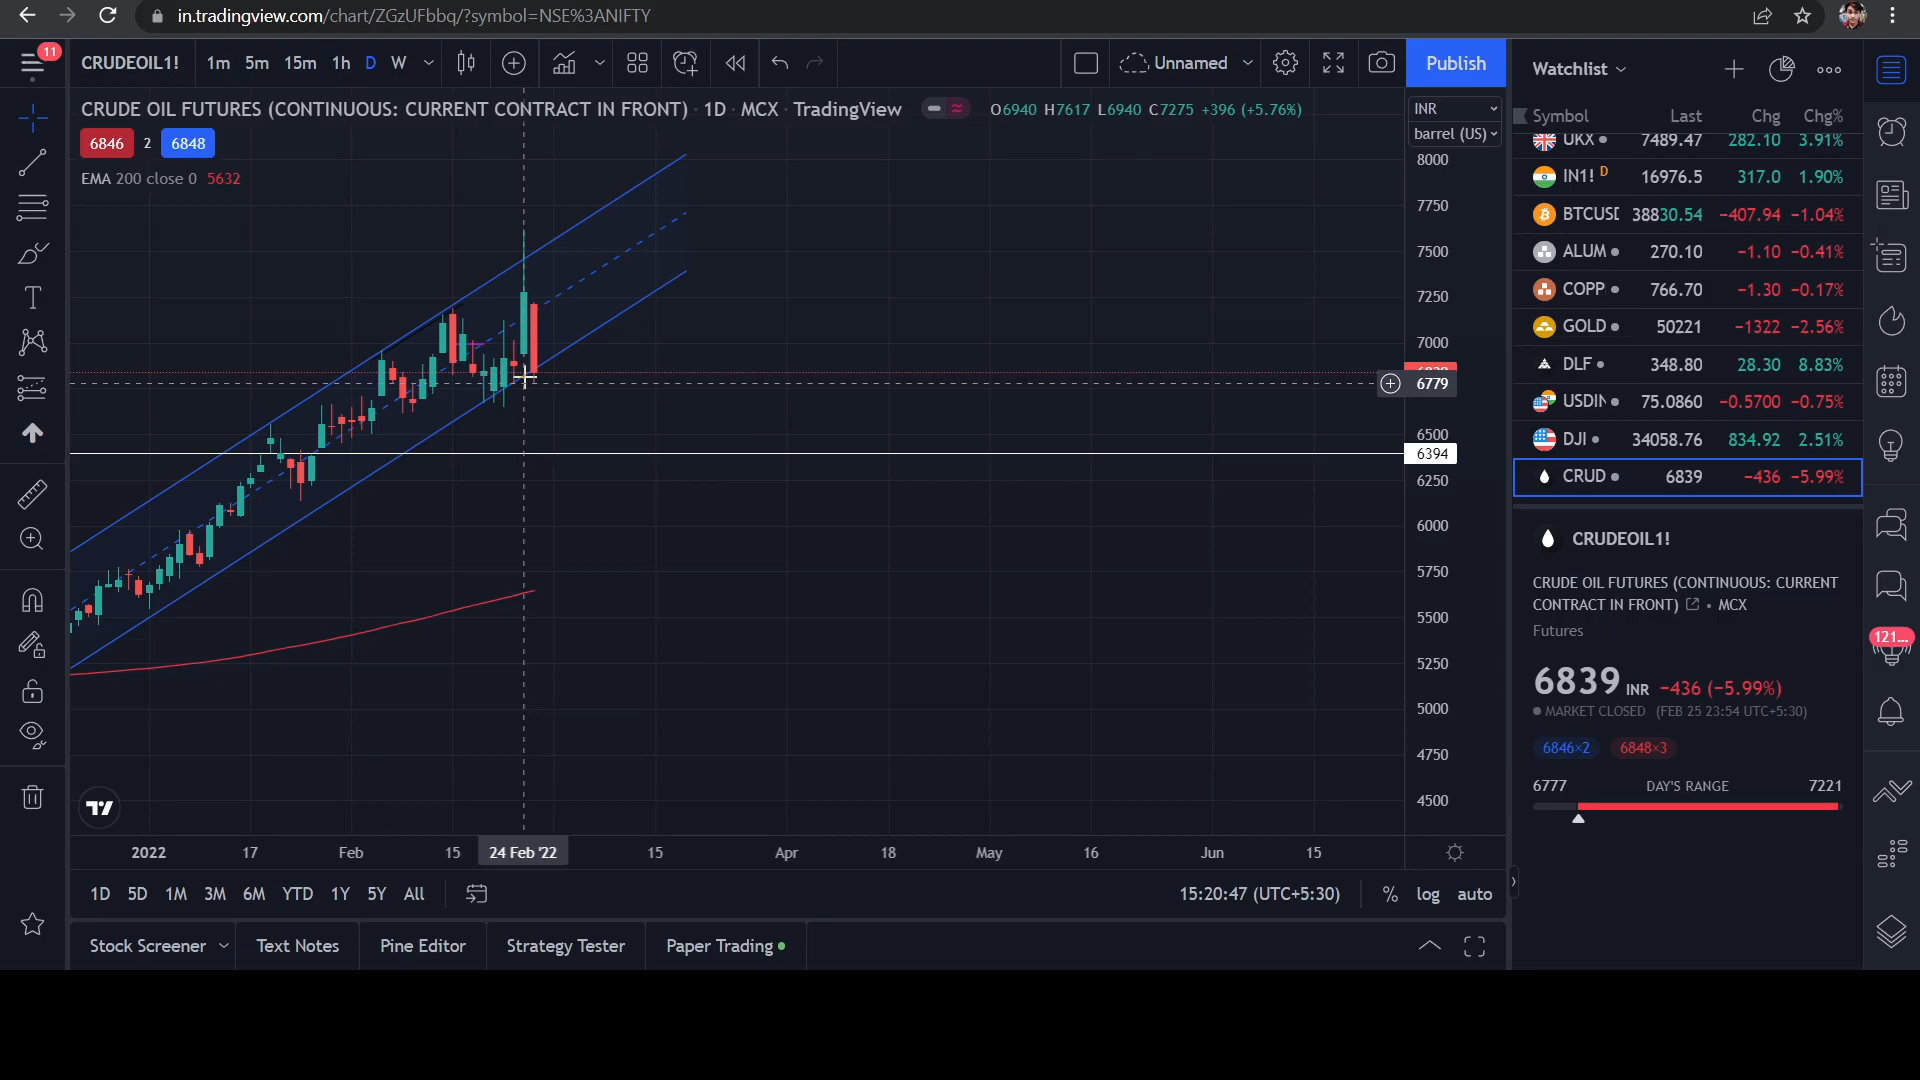 in.tradingview.com/chart/ZGzUFbbq/?symbol=NSE%3ANIFTY
11
CRUDEOIL1! 1m 5m 15m 1h D W Unnamed Publish
CRUDE OIL FUTURES (CONTINUOUS: CURRENT CONTRACT IN FRONT) · 1D · MCX · TradingView O6940 H7617 L6940 C7275 +396 (+5.76%)
6846 2 6848
EMA 200 close 0 5632
INR
barrel (US)
8000
7750
7500
7250
7000
6779
6500
6394
6250
6000
5750
5500
5250
5000
4750
4500
2022 17 Feb 15 24 Feb '22 15 Apr 18 May 16 Jun 15
1D 5D 1M 3M 6M YTD 1Y 5Y All 15:20:47 (UTC+5:30) % log auto
Stock Screener Text Notes Pine Editor Strategy Tester Paper Trading
Watchlist
Symbol Last Chg Chg%
UKX 7489.47 282.10 3.91%
IN1! D 16976.5 317.0 1.90%
BTCUSD 38830.54 −407.94 −1.04%
ALUM 270.10 −1.10 −0.41%
COPP 766.70 −1.30 −0.17%
GOLD 50221 −1322 −2.56%
DLF 348.80 28.30 8.83%
USDIN 75.0860 −0.5700 −0.75%
DJI 34058.76 834.92 2.51%
CRUD 6839 −436 −5.99%
CRUDEOIL1!
CRUDE OIL FUTURES (CONTINUOUS: CURRENT
CONTRACT IN FRONT) • MCX
Futures
6839 INR −436 (−5.99%)
MARKET CLOSED (FEB 25 23:54 UTC+5:30)
6846×2 6848×3
6777 DAY'S RANGE 7221
121...